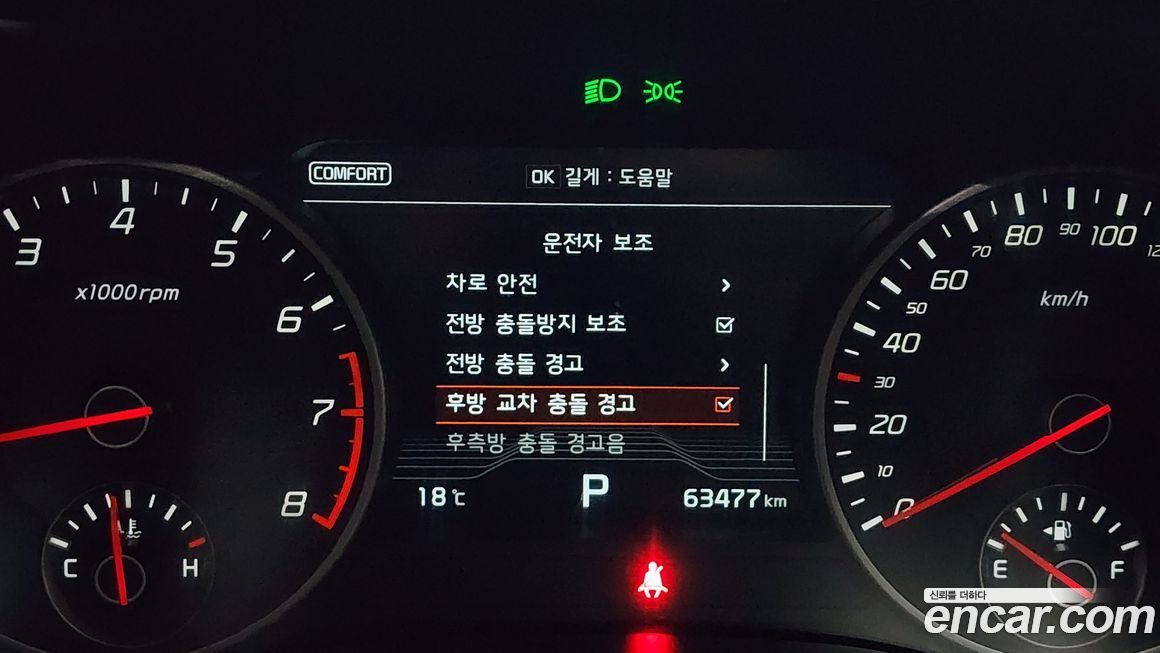 COMFORT
OK 길게 : 도움말
운전자 보조
차로 안전
전방 충돌방지 보조
전방 충돌 경고
후방 교차 충돌 경고
후측방 충돌 경고음
18℃
P
63477 km
3
4
5
6
7
8
x1000rpm
C
H
0
10
20
30
40
50
60
70
80
90
100
12
km/h
E
F
신뢰를 더하다
encar.com